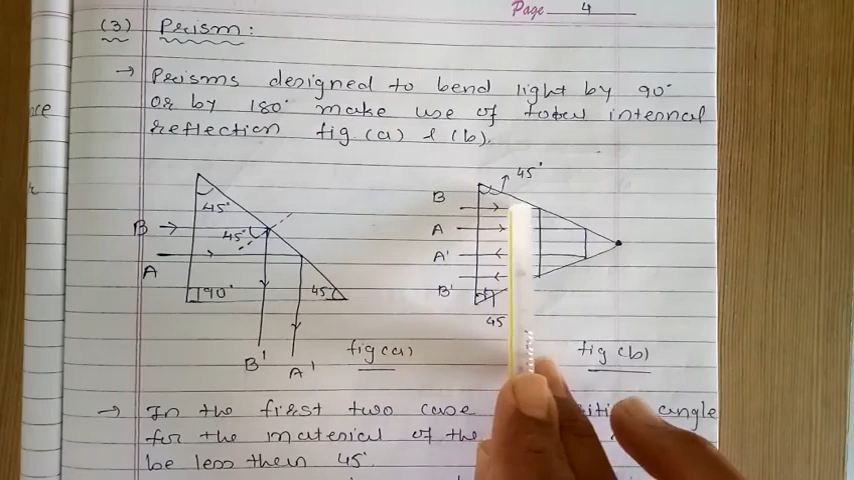 Page 4
(3) Prism:
→ Prisms designed to bend light by 90°
or by 180° make use of total internal
reflection fig (a) & (b).
45°
45°
B
A
90°
45
B'
A'
fig (a)
45°
B
A
A'
B'
45
fig (b)
→ In the first two case angle
for the material of the
be less then 45°